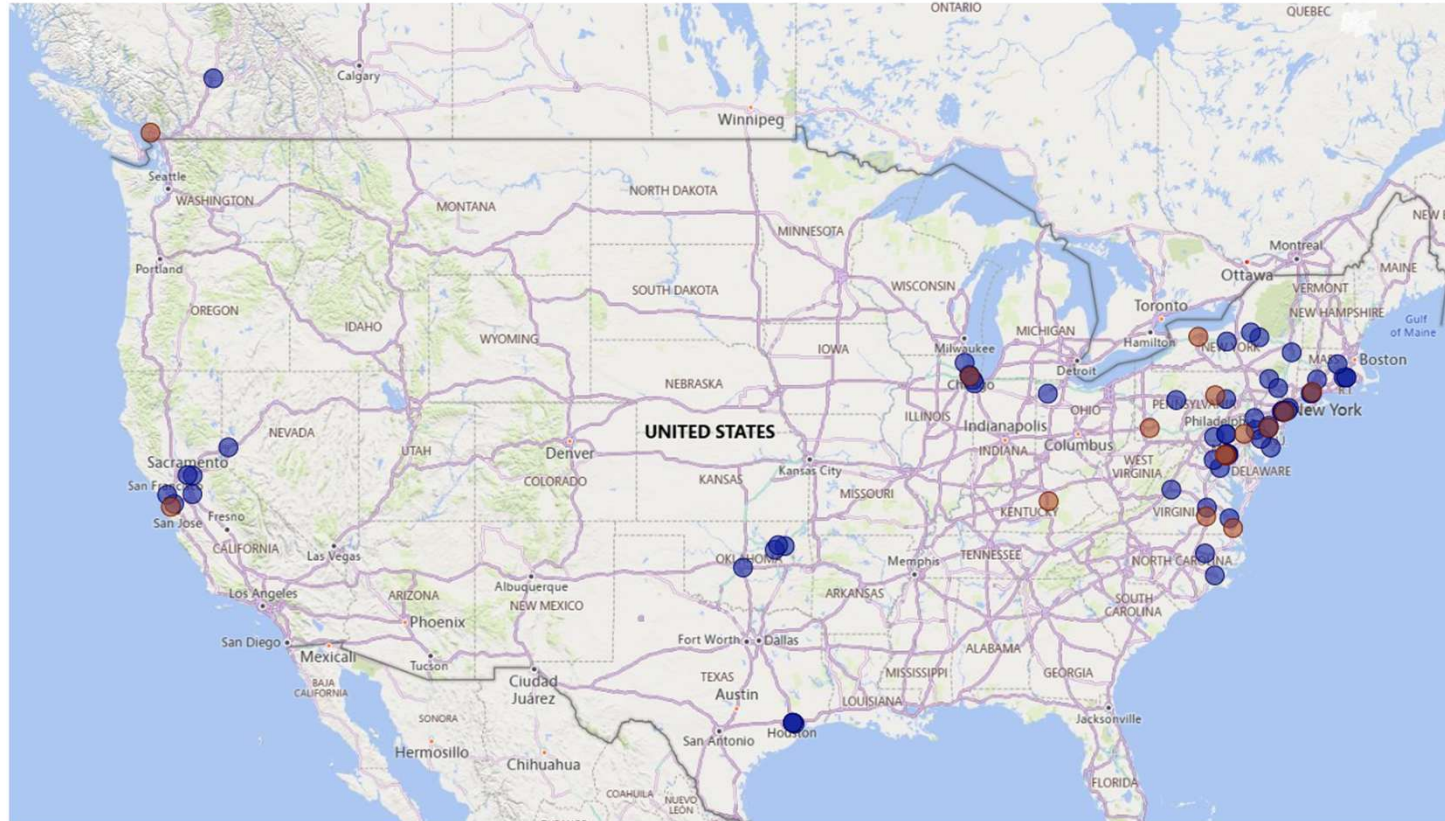 ONTARIO
QUEBEC
Calgary
Winnipeg
Seattle
WASHINGTON
NORTH DAKOTA
MONTANA
NEW
MINNESOTA
Montreal
Ottawa
MAINE
Portland
VERMONT
SOUTH DAKOTA
WISCONSIN
Toronto
OREGON
NEW HAMPSHIRE
Gulf
of Maine
IDAHO
MICHIGAN
WYOMING
Hamilton
NEW YORK
IOWA
Milwaukee
MASS
Boston
Detroit
NEBRASKA
R.I.
OHIO
PENNSYLVANIA
New York
ILLINOIS
Indianapolis
NEVADA
UNITED STATES
Columbus
INDIANA
UTAH
Denver
Sacramento
WEST
VIRGINIA
DELAWARE
Kansas City
KANSAS
COLORADO
San Jose
Fresno
MISSOURI
KENTUCKY
VIRGINIA
CALIFORNIA
Las Vegas
OKLAHOMA
Memphis
TENNESSEE
NORTH CAROLINA
Albuquerque
Los Angeles
ARIZONA
NEW MEXICO
ARKANSAS
SOUTH
CAROLINA
Phoenix
San Diego
Fort Worth
Dallas
ALABAMA
Mexicali
Tucson
TEXAS
MISSISSIPPI
GEORGIA
Ciudad
Juárez
BAJA
CALIFORNIA
Austin
LOUISIANA
SONORA
Jacksonville
San Antonio
Houston
Hermosillo
Chihuahua
FLORIDA
COAHUILA
NUEVO
LEÓN